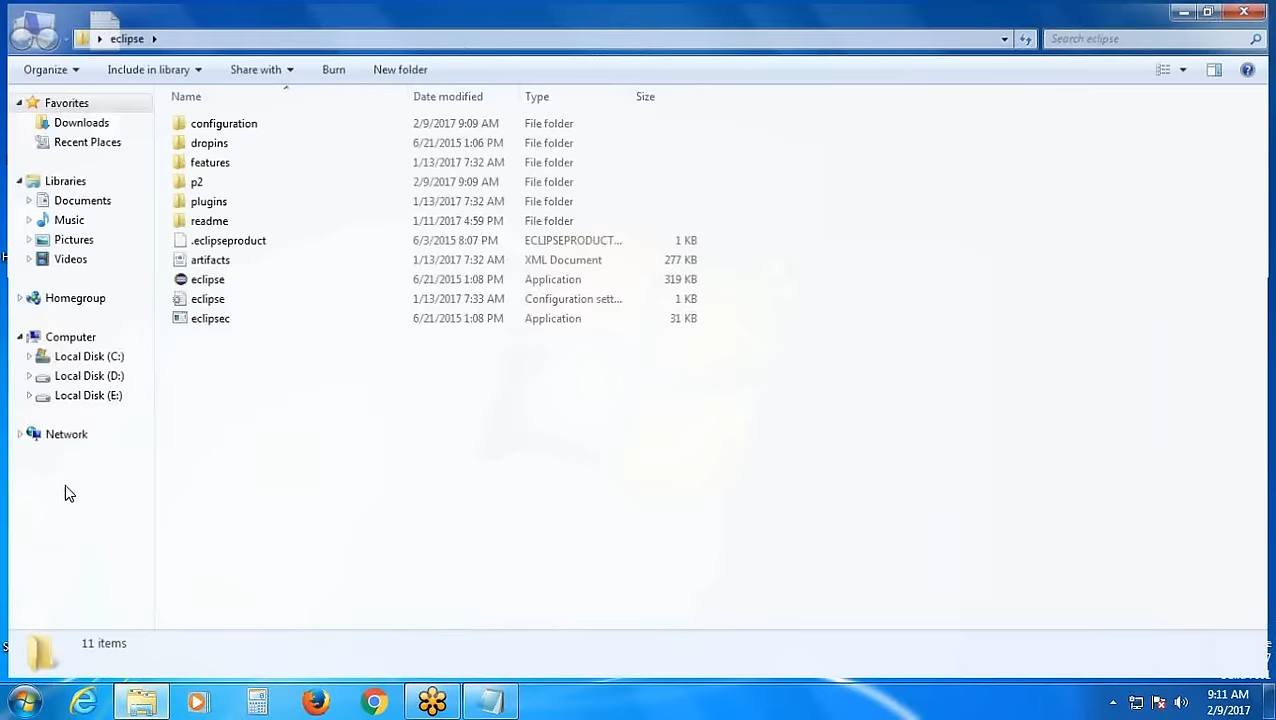 eclipse
Search eclipse
Organize Include in library Share with Burn New folder
Name Date modified Type Size
Favorites
Downloads
Recent Places
Libraries
Documents
Music
Pictures
Videos
Homegroup
Computer
Local Disk (C:)
Local Disk (D:)
Local Disk (E:)
Network
configuration 2/9/2017 9:09 AM File folder
dropins 6/21/2015 1:06 PM File folder
features 1/13/2017 7:32 AM File folder
p2 2/9/2017 9:09 AM File folder
plugins 1/13/2017 7:32 AM File folder
readme 1/11/2017 4:59 PM File folder
.eclipseproduct 6/3/2015 8:07 PM ECLIPSEPRODUCT... 1 KB
artifacts 1/13/2017 7:32 AM XML Document 277 KB
eclipse 6/21/2015 1:08 PM Application 319 KB
eclipse 1/13/2017 7:33 AM Configuration sett... 1 KB
eclipsec 6/21/2015 1:08 PM Application 31 KB
11 items
9:11 AM
2/9/2017